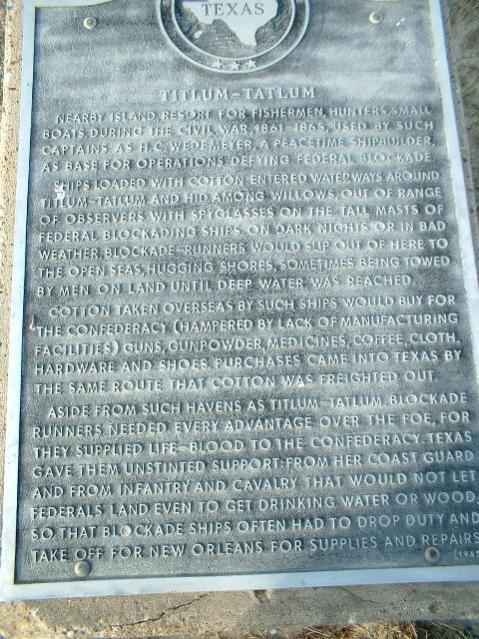 TEXAS
TITLUM-TATLUM
NEARBY ISLAND, RESORT FOR FISHERMEN, HUNTERS, SMALL
BOATS. DURING THE CIVIL WAR, 1861-1865, USED BY SUCH
CAPTAINS AS H. C. WEDEMEYER, A PEACETIME SHIPBUILDER,
AS BASE FOR OPERATIONS DEFYING FEDERAL BLOCKADE.
SHIPS LOADED WITH COTTON ENTERED WATERWAYS AROUND
TITLUM-TATLUM AND HID AMONG WILLOWS, OUT OF RANGE
OF OBSERVERS WITH SPYGLASSES ON THE TALL MASTS OF
FEDERAL BLOCKADING SHIPS. ON DARK NIGHTS OR IN BAD
WEATHER, BLOCKADE-RUNNERS WOULD SLIP OUT OF HERE TO
THE OPEN SEAS, HUGGING SHORES, SOMETIMES BEING TOWED
BY MEN ON LAND UNTIL DEEP WATER WAS REACHED.
COTTON TAKEN OVERSEAS BY SUCH SHIPS WOULD BUY FOR
THE CONFEDERACY (HAMPERED BY LACK OF MANUFACTURING
FACILITIES) GUNS, GUNPOWDER, MEDICINES, COFFEE, CLOTH,
HARDWARE AND SHOES. PURCHASES CAME INTO TEXAS BY
THE SAME ROUTE THAT COTTON WAS FREIGHTED OUT.
ASIDE FROM SUCH HAVENS AS TITLUM-TATLUM, BLOCKADE
RUNNERS NEEDED EVERY ADVANTAGE OVER THE FOE, FOR
THEY SUPPLIED LIFE-BLOOD TO THE CONFEDERACY. TEXAS
GAVE THEM UNSTINTED SUPPORT: FROM HER COAST GUARD
AND FROM INFANTRY AND CAVALRY THAT WOULD NOT LET
FEDERALS LAND EVEN TO GET DRINKING WATER OR WOOD;
SO THAT BLOCKADE SHIPS OFTEN HAD TO DROP DUTY AND
TAKE OFF FOR NEW ORLEANS FOR SUPPLIES AND REPAIRS